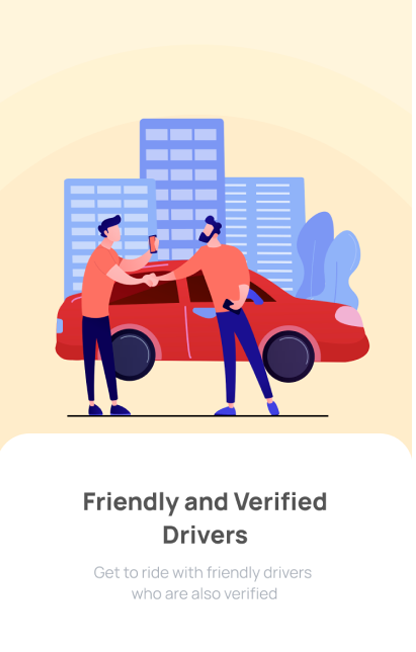 Friendly and Verified
Drivers
Get to ride with friendly drivers
who are also verified